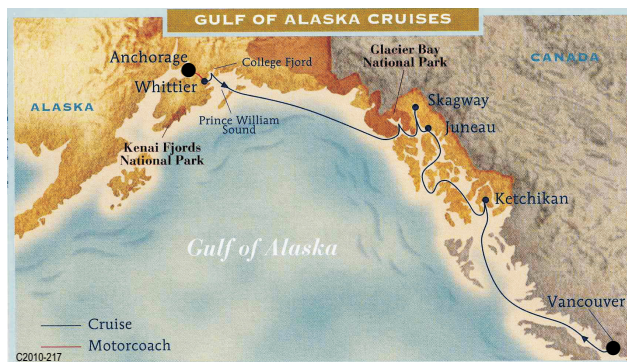 GULF OF ALASKA CRUISES
Glacier Bay
National Park
CANADA
Anchorage
College Fjord
Whittier
ALASKA
Skagway
Prince William
Sound
Juneau
Kenai Fjords
National Park
Ketchikan
Gulf of Alaska
Vancouver
Cruise
Motorcoach
C2010-217